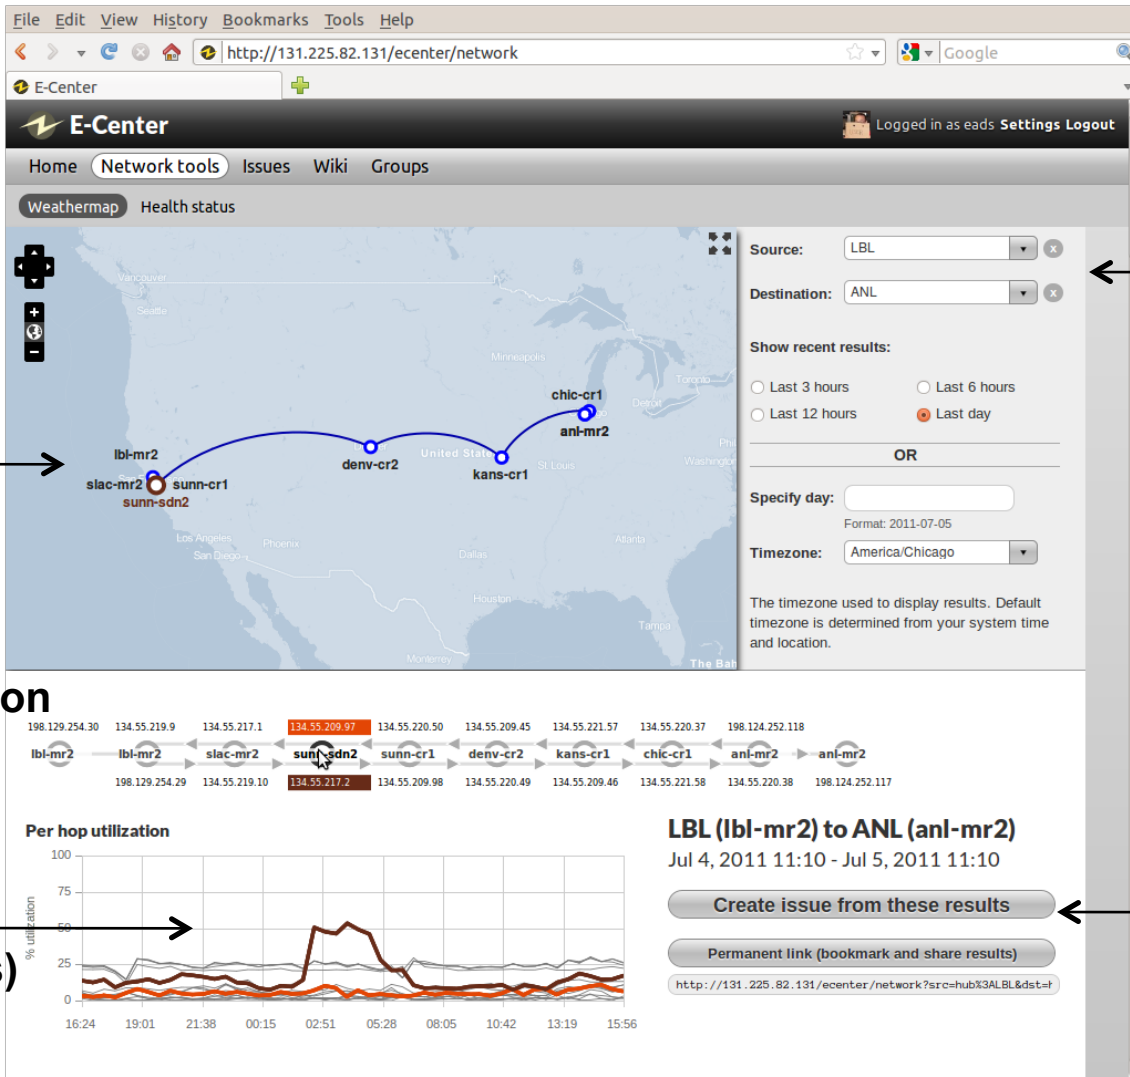 File Edit View History Bookmarks Tools Help
http://131.225.82.131/ecenter/network
Google
E-Center
E-Center
Logged in as eads Settings Logout
Home Network tools Issues Wiki Groups
Weathermap Health status
Vancouver
Seattle
Minneapolis
Toronto
Detroit
chic-cr1
anl-mr2
lbl-mr2
slac-mr2
sunn-cr1
sunn-sdn2
denv-cr2
United State
kans-cr1
St. Louis
Washington
Los Angeles
San Diego
Phoenix
Dallas
Atlanta
Houston
Tampa
Monterrey
The Bah
Source: LBL x
Destination: ANL x
Show recent results:
Last 3 hours Last 6 hours
Last 12 hours Last day
OR
Specify day:
Format: 2011-07-05
Timezone: America/Chicago
The timezone used to display results. Default
timezone is determined from your system time
and location.
on
198.129.254.30 134.55.219.9 134.55.217.1 134.55.209.97 134.55.220.50 134.55.209.45 134.55.221.57 134.55.220.37 198.124.252.118
lbl-mr2 lbl-mr2 slac-mr2 sunn-sdn2 sunn-cr1 denv-cr2 kans-cr1 chic-cr1 anl-mr2 anl-mr2
198.129.254.29 134.55.219.10 134.55.217.2 134.55.209.98 134.55.220.49 134.55.209.46 134.55.221.58 134.55.220.38 198.124.252.117
Per hop utilization
100
75
50
25
0
% utilization
16:24 19:01 21:38 00:15 02:51 05:28 08:05 10:42 13:19 15:56
s)
LBL (lbl-mr2) to ANL (anl-mr2)
Jul 4, 2011 11:10 - Jul 5, 2011 11:10
Create issue from these results
Permanent link (bookmark and share results)
http://131.225.82.131/ecenter/network?src=hub%3ALBL&dst=h